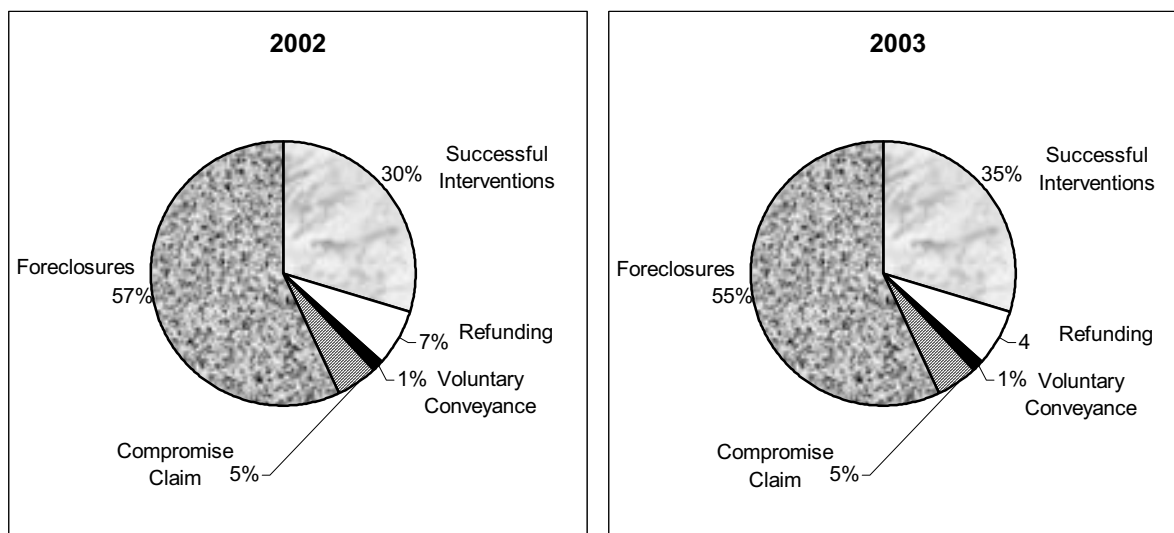 2002
Successful
Interventions
30%
Foreclosures
57%
Refunding
7%
Voluntary
Conveyance
1%
Compromise
Claim
5%
2003
Successful
Interventions
35%
Foreclosures
55%
Refunding
4
Voluntary
Conveyance
1%
Compromise
Claim
5%